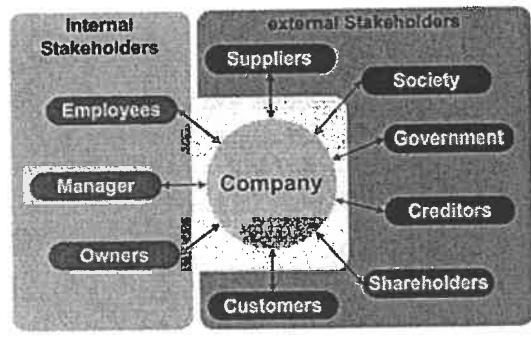 Internal
Stakeholders
external Stakeholders
Suppliers
Society
Employees
Government
Manager
Company
Creditors
Owners
Shareholders
Customers